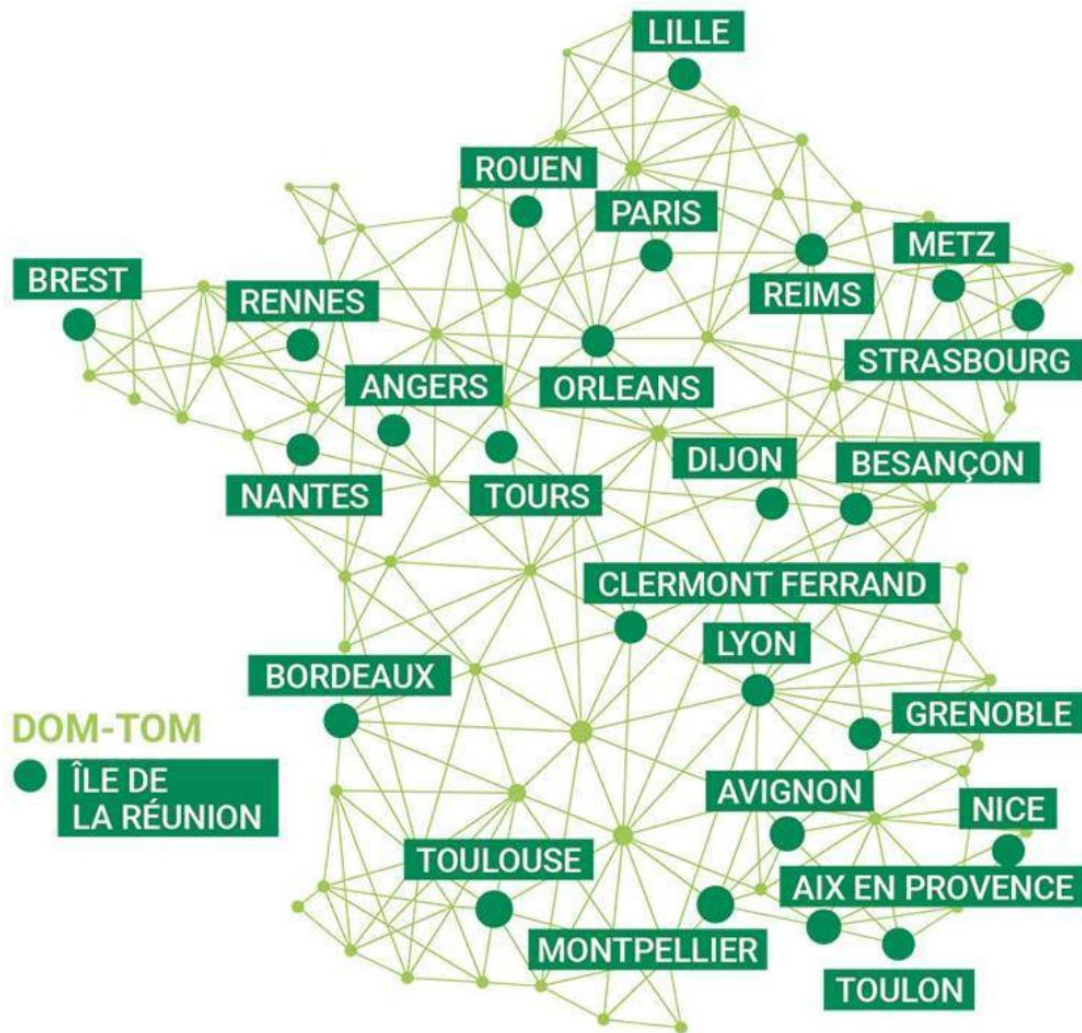 LILLE
ROUEN
PARIS
METZ
BREST
RENNES
REIMS
STRASBOURG
ANGERS
ORLEANS
DIJON
BESANÇON
NANTES
TOURS
CLERMONT FERRAND
LYON
BORDEAUX
GRENOBLE
DOM-TOM
ÎLE DE
LA RÉUNION
AVIGNON
NICE
TOULOUSE
AIX EN PROVENCE
MONTPELLIER
TOULON